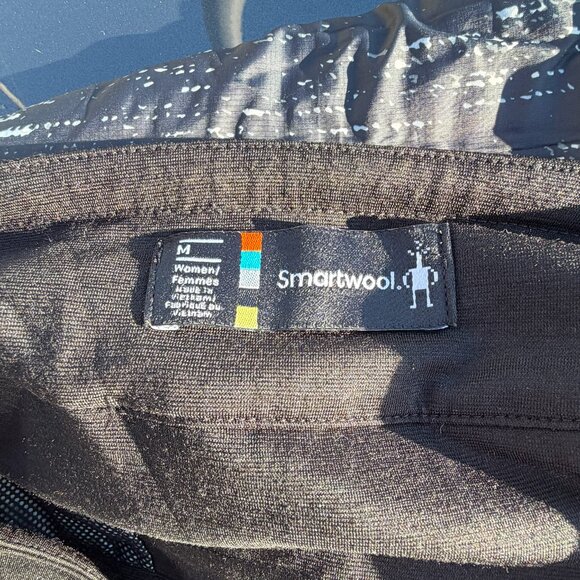 M
Women/
Femmes
Made in
Vietnam/
Fabriqué au
Vietnam
Smartwool